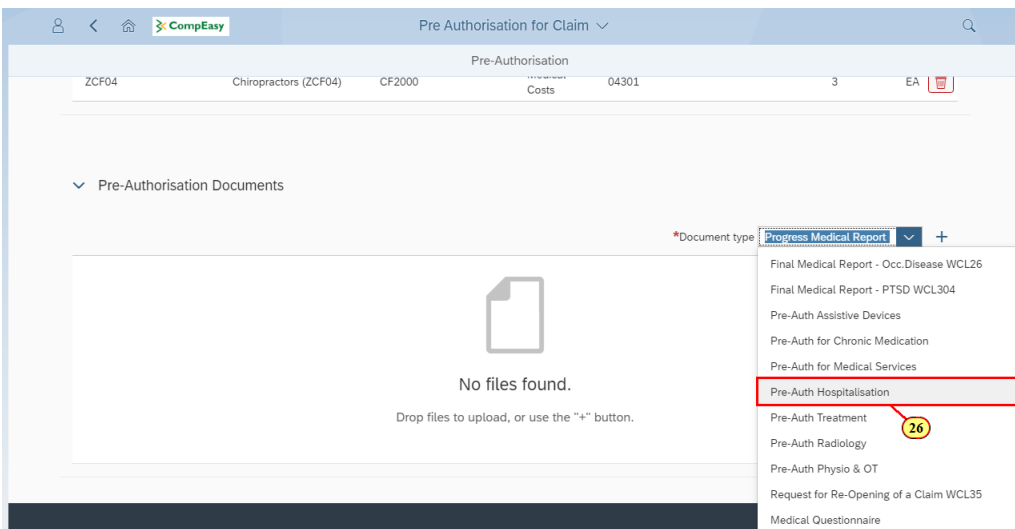 CompEasy
Pre Authorisation for Claim
Pre-Authorisation
ZCF04 Chiropractors (ZCF04) CF2000 Medical Costs 04301 3 EA
Pre-Authorisation Documents
*Document type Progress Medical Report
Final Medical Report - Occ.Disease WCL26
Final Medical Report - PTSD WCL304
Pre-Auth Assistive Devices
Pre-Auth for Chronic Medication
Pre-Auth for Medical Services
Pre-Auth Hospitalisation
Pre-Auth Treatment
26
Pre-Auth Radiology
Pre-Auth Physio & OT
Request for Re-Opening of a Claim WCL35
Medical Questionnaire
No files found.
Drop files to upload, or use the "+" button.